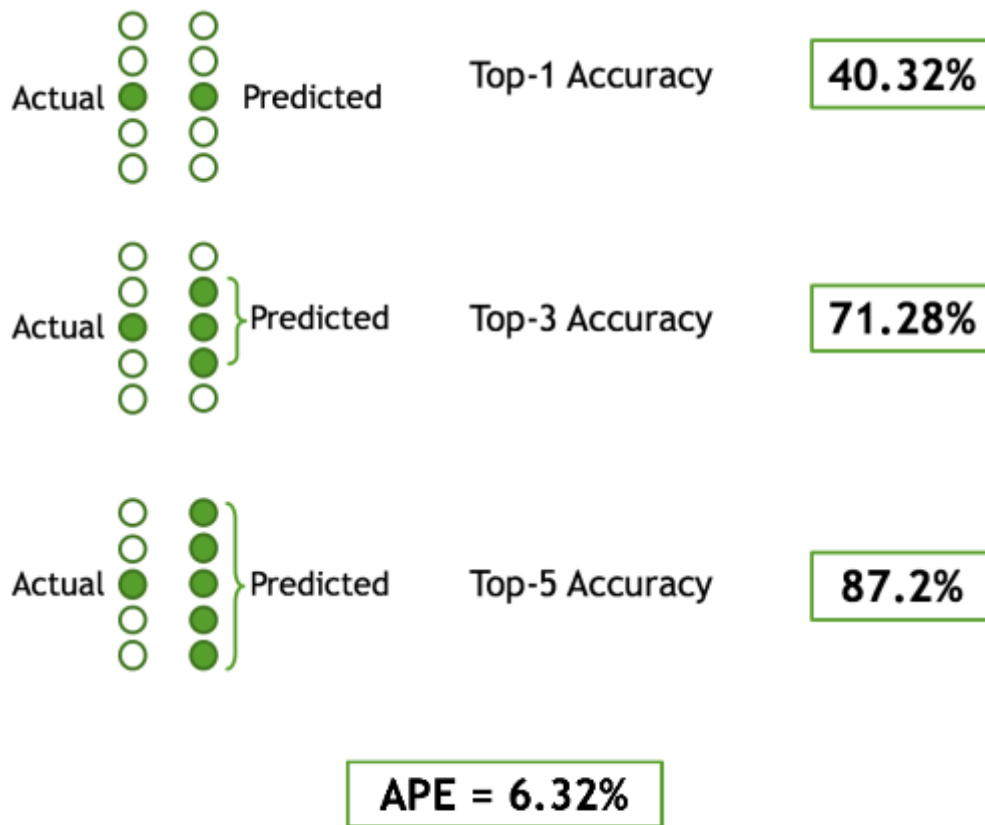 Actual Predicted Top-1 Accuracy 40.32%
Actual Predicted Top-3 Accuracy 71.28%
Actual Predicted Top-5 Accuracy 87.2%
APE = 6.32%